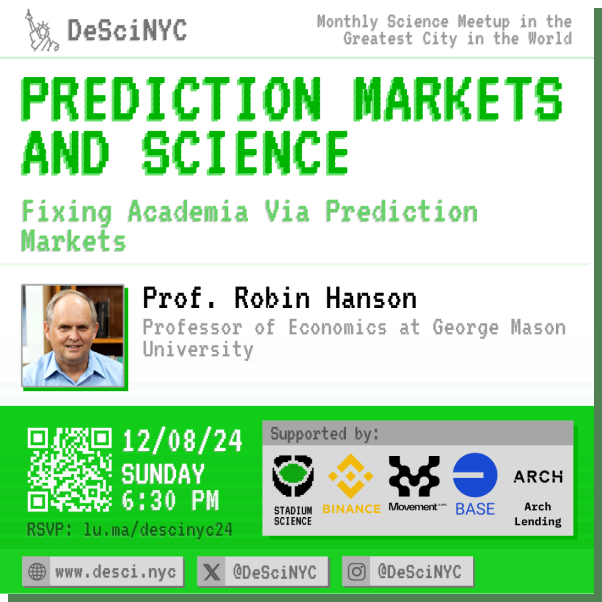 DeSciNYC
Monthly Science Meetup in the
Greatest City in the World
PREDICTION MARKETS
AND SCIENCE
Fixing Academia Via Prediction
Markets
Prof. Robin Hanson
Professor of Economics at George Mason
University
12/08/24
SUNDAY
6:30 PM
RSVP: lu.ma/descinyc24
Supported by:
STADIUM
SCIENCE
BINANCE
Movement
BASE
ARCH
Arch
Lending
www.desci.nyc
@DeSciNYC
@DeSciNYC